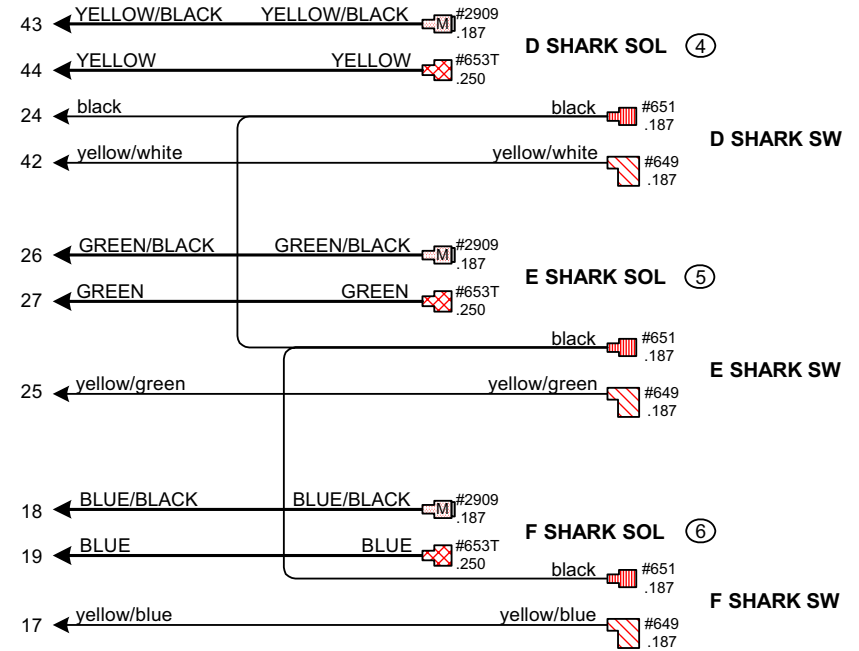 43 YELLOW/BLACK YELLOW/BLACK M #2909
.187
D SHARK SOL 4
44 YELLOW YELLOW #653T
.250
24 black black #651
.187
D SHARK SW
42 yellow/white yellow/white #649
.187
26 GREEN/BLACK GREEN/BLACK M #2909
.187
E SHARK SOL 5
27 GREEN GREEN #653T
.250
black #651
.187
E SHARK SW
25 yellow/green yellow/green #649
.187
18 BLUE/BLACK BLUE/BLACK M #2909
.187
F SHARK SOL 6
19 BLUE BLUE #653T
.250
black #651
.187
F SHARK SW
17 yellow/blue yellow/blue #649
.187